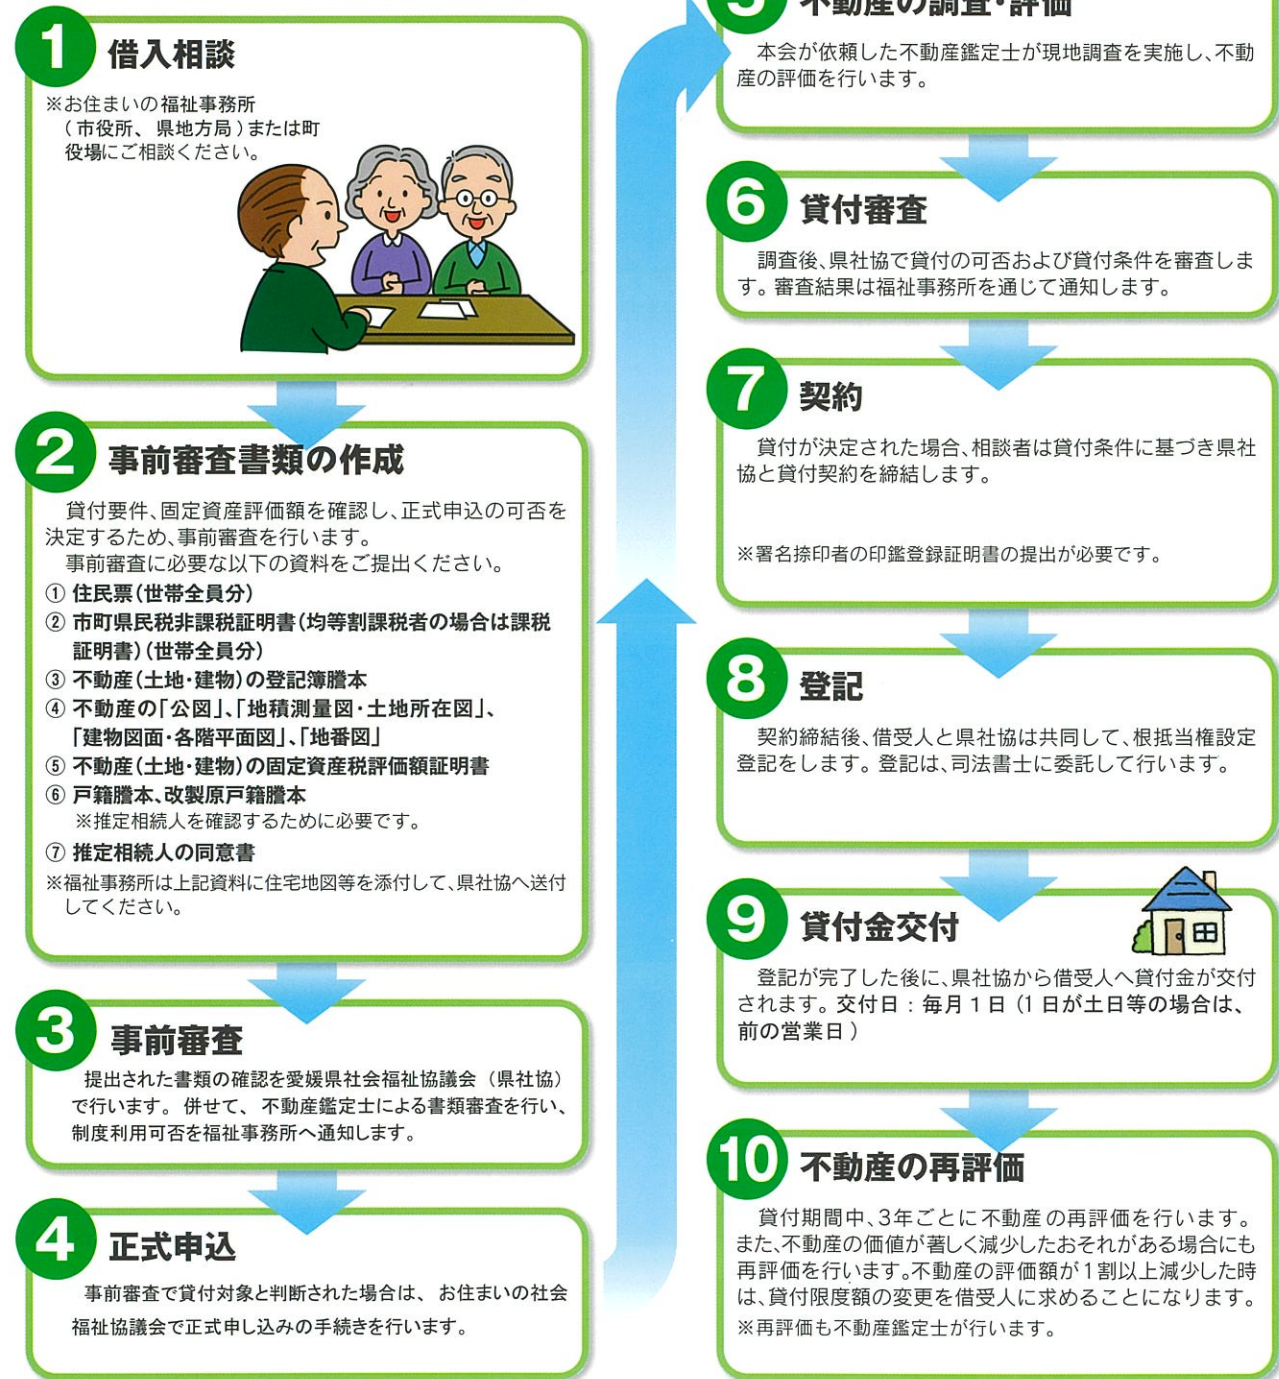 1 借入相談
※お住まいの福祉事務所
(市役所、県地方局)または町
役場にご相談ください。
2 事前審査書類の作成
貸付要件、固定資産評価額を確認し、正式申込の可否を
決定するため、事前審査を行います。
事前審査に必要な以下の資料をご提出ください。
① 住民票(世帯全員分)
② 市町県民税非課税証明書(均等割課税者の場合は課税
証明書)(世帯全員分)
③ 不動産(土地・建物)の登記簿謄本
④ 不動産の「公図」、「地積測量図・土地所在図」、
「建物図面・各階平面図」、「地番図」
⑤ 不動産(土地・建物)の固定資産税評価額証明書
⑥ 戸籍謄本、改製原戸籍謄本
※推定相続人を確認するために必要です。
⑦ 推定相続人の同意書
※福祉事務所は上記資料に住宅地図等を添付して、県社協へ送付
してください。
3 事前審査
提出された書類の確認を愛媛県社会福祉協議会(県社協)
で行います。併せて、不動産鑑定士による書類審査を行い、
制度利用可否を福祉事務所へ通知します。
4 正式申込
事前審査で貸付対象と判断された場合は、お住まいの社会
福祉協議会で正式申し込みの手続きを行います。
5 不動産の調査・評価
本会が依頼した不動産鑑定士が現地調査を実施し、不動
産の評価を行います。
6 貸付審査
調査後、県社協で貸付の可否および貸付条件を審査しま
す。審査結果は福祉事務所を通じて通知します。
7 契約
貸付が決定された場合、相談者は貸付条件に基づき県社
協と貸付契約を締結します。
※署名捺印者の印鑑登録証明書の提出が必要です。
8 登記
契約締結後、借受人と県社協は共同して、根抵当権設定
登記をします。登記は、司法書士に委託して行います。
9 貸付金交付
登記が完了した後に、県社協から借受人へ貸付金が交付
されます。交付日:毎月1日(1日が土日等の場合は、
前の営業日)
10 不動産の再評価
貸付期間中、3年ごとに不動産の再評価を行います。
また、不動産の価値が著しく減少したおそれがある場合にも
再評価を行います。不動産の評価額が1割以上減少した時
は、貸付限度額の変更を借受人に求めることになります。
※再評価も不動産鑑定士が行います。